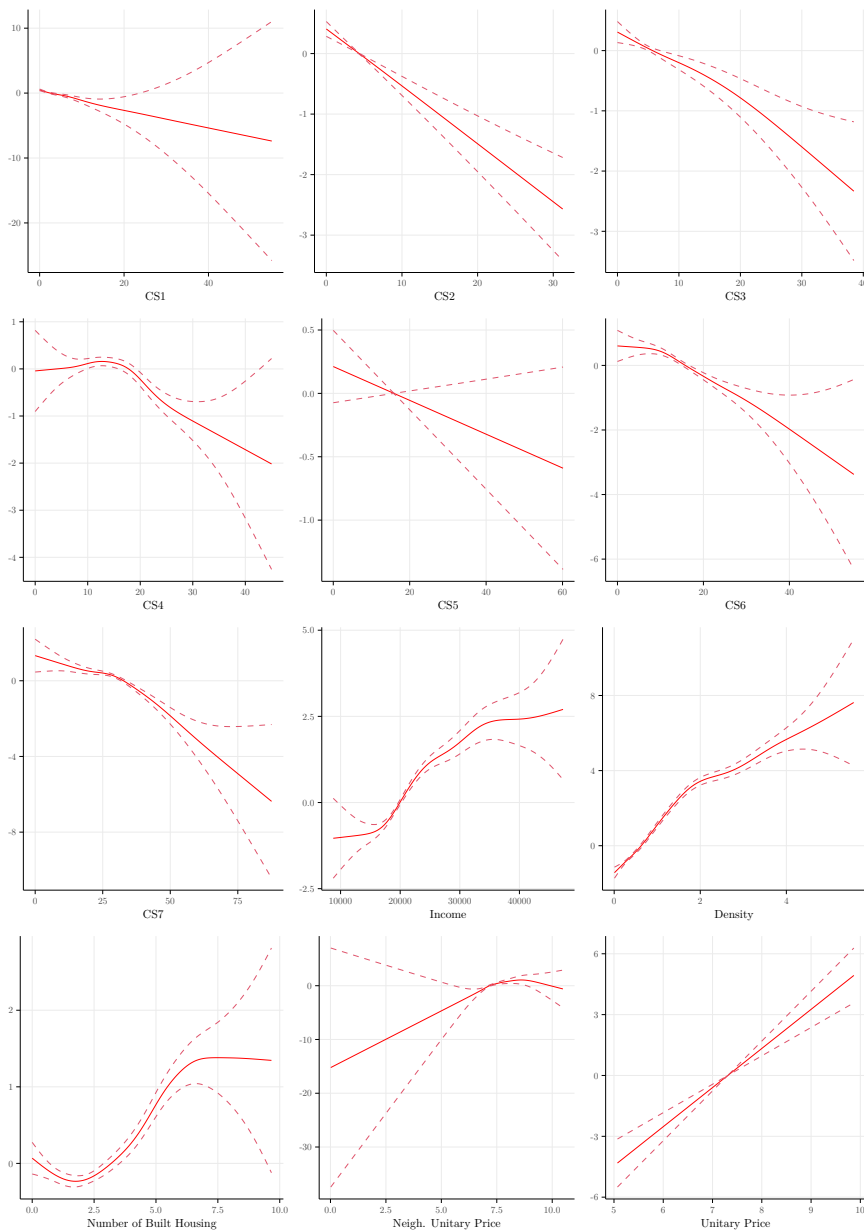 10
0
-10
-20
0 20 40
CS1
0
-1
-2
-3
0 10 20 30
CS2
0
-1
-2
-3
0 10 20 30 40
CS3
1
0
-1
-2
-4
0 10 20 30 40
CS4
0.5
0.0
-0.5
-1.0
0 20 40 60
CS5
0
-2
-4
-6
0 20 40
CS6
0
-4
-8
0 25 50 75
CS7
5.0
2.5
0.0
-2.5
10000 20000 30000 40000
Income
8
4
0
0 2 4
Density
2
1
0
0.0 2.5 5.0 7.5 10.0
Number of Built Housing
0
-10
-20
-30
0.0 2.5 5.0 7.5 10.0
Neigh. Unitary Price
6
3
0
-3
-6
5 6 7 8 9 10
Unitary Price